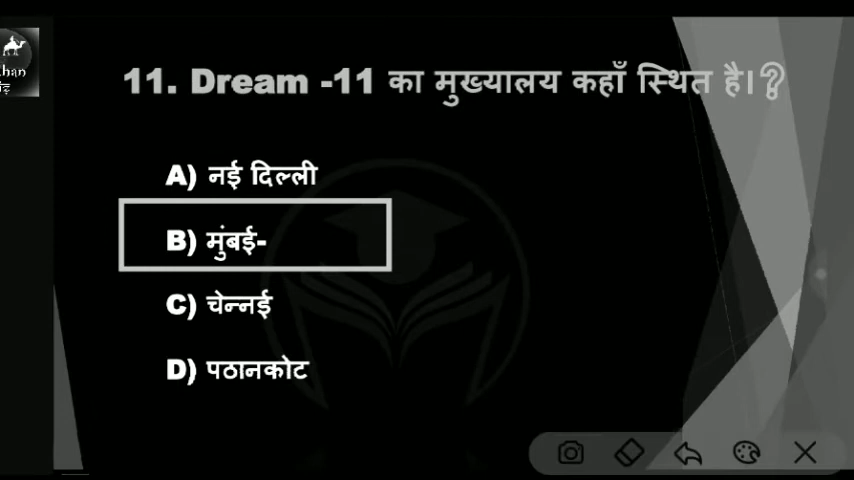 11. Dream -11 का मुख्यालय कहाँ स्थित है।?
A) नई दिल्ली
B) मुंबई-
C) चेन्नई
D) पठानकोट